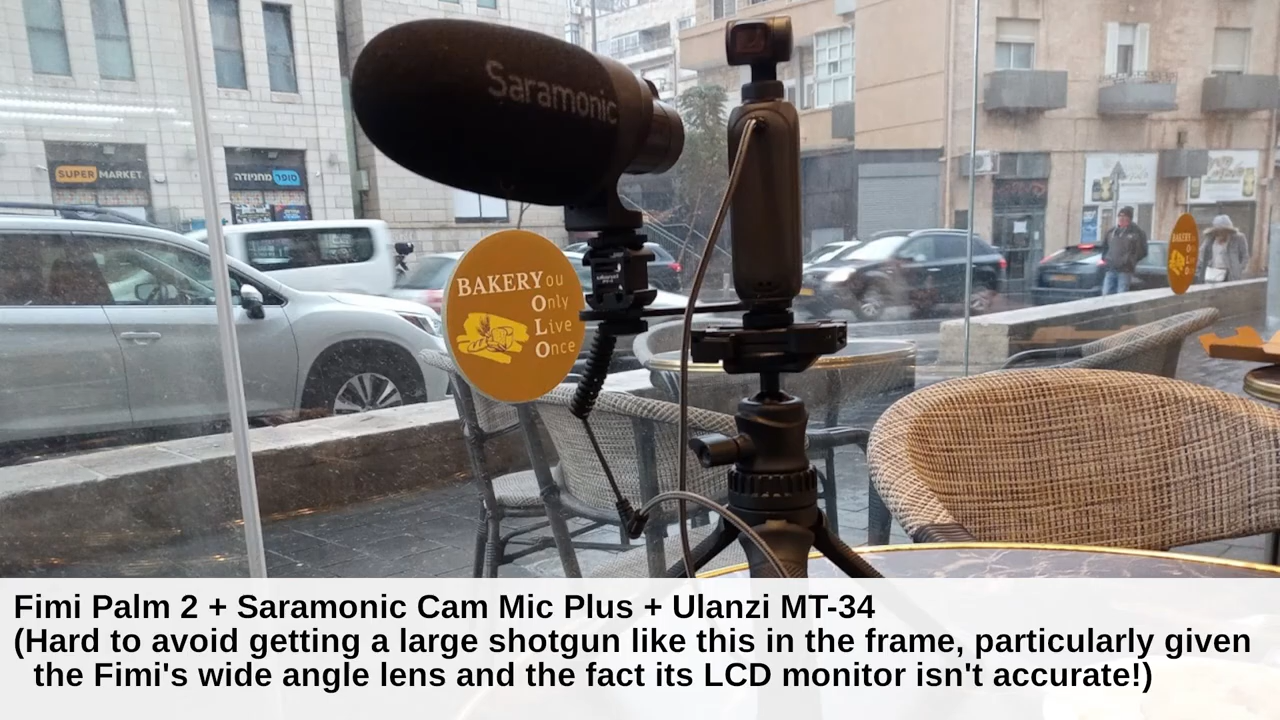 Saramonic
SUPER MARKET
סופר מתניודה
BAKERYou
Only
Live
Once
Fimi Palm 2 + Saramonic Cam Mic Plus + Ulanzi MT-34
(Hard to avoid getting a large shotgun like this in the frame, particularly given
the Fimi's wide angle lens and the fact its LCD monitor isn't accurate!)